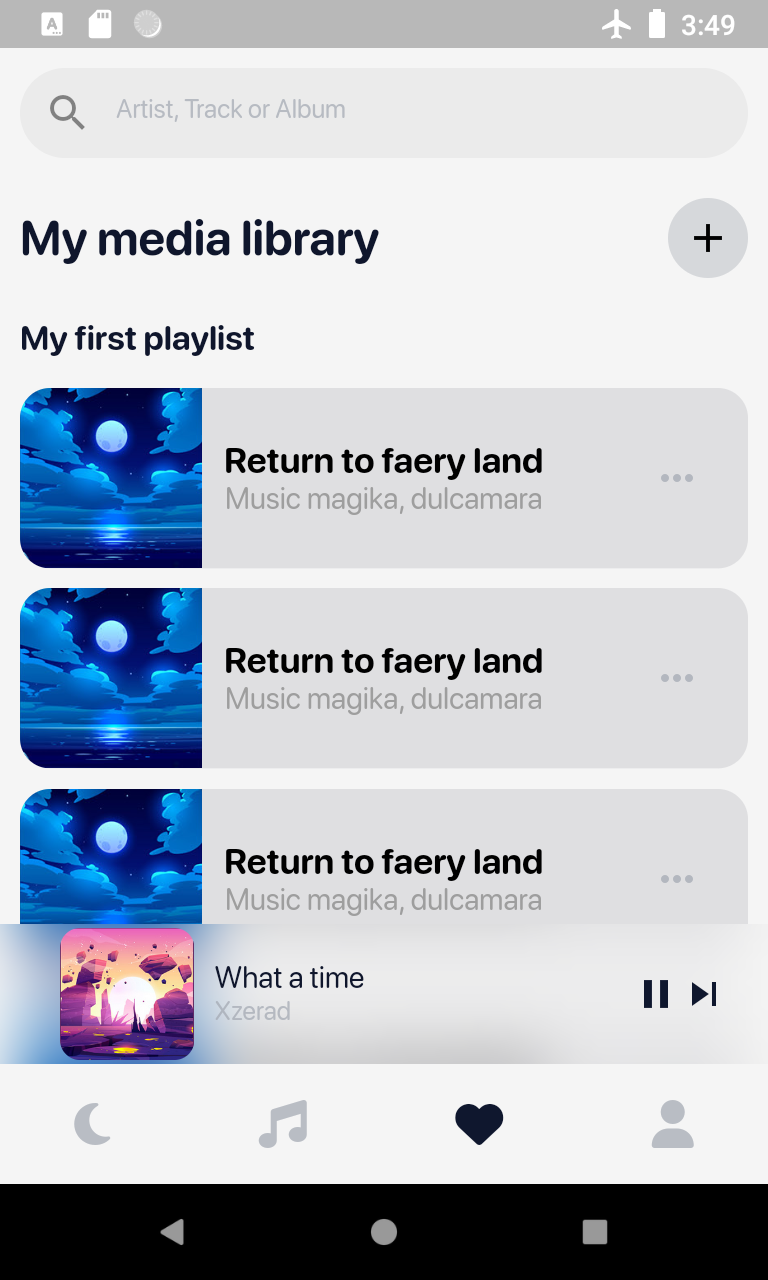 3:49
Artist, Track or Album
My media library
My first playlist
Return to faery land
Music magika, dulcamara
Return to faery land
Music magika, dulcamara
Return to faery land
Music magika, dulcamara
What a time
Xzerad